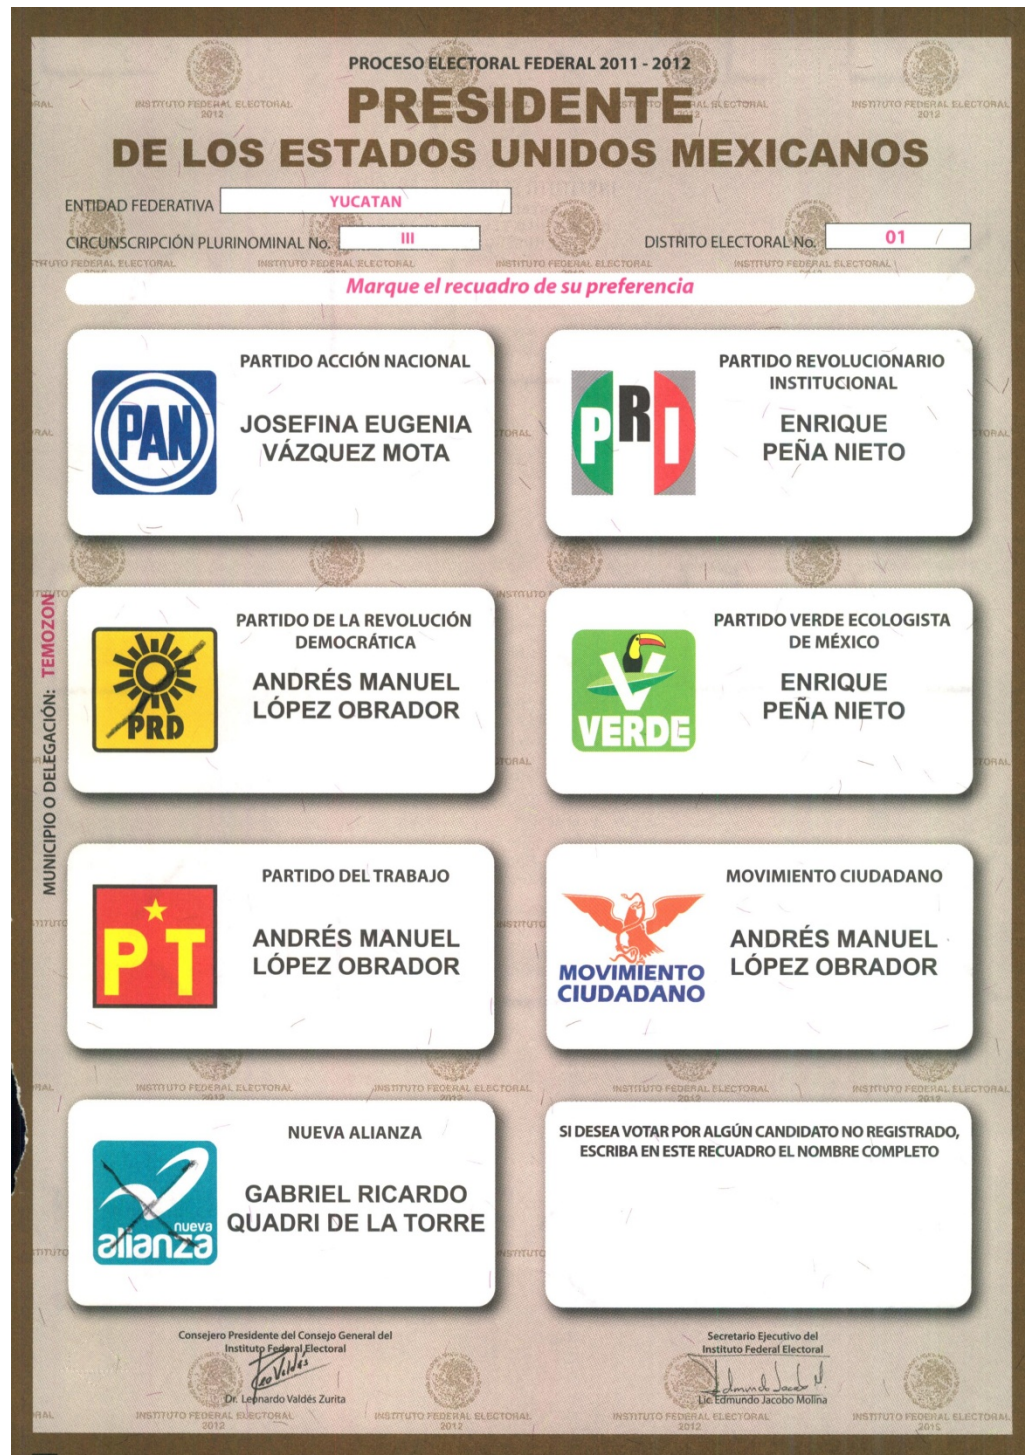 PROCESO ELECTORAL FEDERAL 2011 - 2012
PRESIDENTE
DE LOS ESTADOS UNIDOS MEXICANOS
ENTIDAD FEDERATIVA YUCATAN
CIRCUNSCRIPCIÓN PLURINOMINAL No. III
DISTRITO ELECTORAL No. 01
Marque el recuadro de su preferencia
MUNICIPIO O DELEGACIÓN: TEMOZON
PAN
PARTIDO ACCIÓN NACIONAL
JOSEFINA EUGENIA
VÁZQUEZ MOTA
PRI
PARTIDO REVOLUCIONARIO
INSTITUCIONAL
ENRIQUE
PEÑA NIETO
PRD
PARTIDO DE LA REVOLUCIÓN
DEMOCRÁTICA
ANDRÉS MANUEL
LÓPEZ OBRADOR
VERDE
PARTIDO VERDE ECOLOGISTA
DE MÉXICO
ENRIQUE
PEÑA NIETO
PT
PARTIDO DEL TRABAJO
ANDRÉS MANUEL
LÓPEZ OBRADOR
MOVIMIENTO
CIUDADANO
MOVIMIENTO CIUDADANO
ANDRÉS MANUEL
LÓPEZ OBRADOR
nueva
alianza
NUEVA ALIANZA
GABRIEL RICARDO
QUADRI DE LA TORRE
SI DESEA VOTAR POR ALGÚN CANDIDATO NO REGISTRADO,
ESCRIBA EN ESTE RECUADRO EL NOMBRE COMPLETO
Consejero Presidente del Consejo General del
Instituto Federal Electoral
Dr. Leonardo Valdés Zurita
Secretario Ejecutivo del
Instituto Federal Electoral
Lic. Edmundo Jacobo Molina
INSTITUTO FEDERAL ELECTORAL
2012